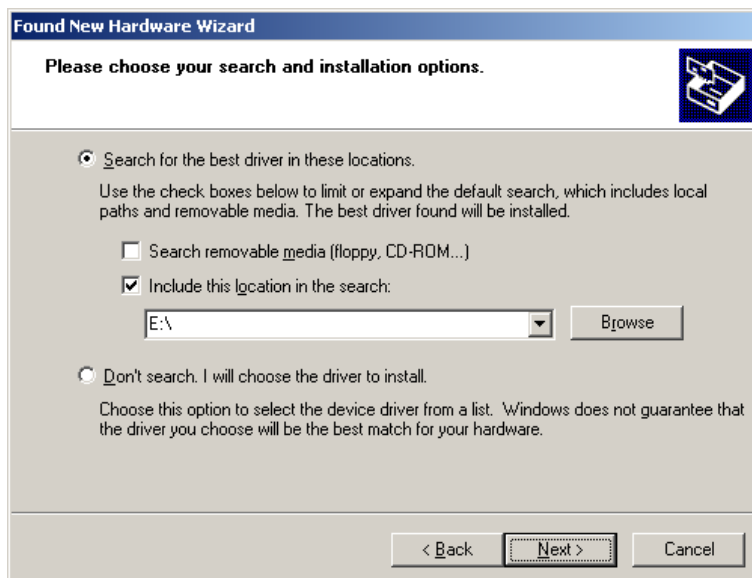 Found New Hardware Wizard
Please choose your search and installation options.
Search for the best driver in these locations.
Use the check boxes below to limit or expand the default search, which includes local
paths and removable media. The best driver found will be installed.
Search removable media (floppy, CD-ROM...)
Include this location in the search:
E:\
Browse
Don't search. I will choose the driver to install.
Choose this option to select the device driver from a list. Windows does not guarantee that
the driver you choose will be the best match for your hardware.
< Back
Next >
Cancel